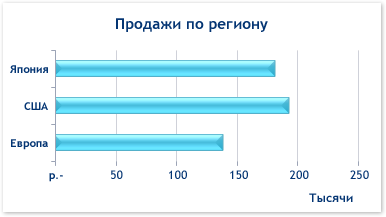 Продажи по региону
Япония
США
Европа
р.- 50 100 150 200 250
Тысячи